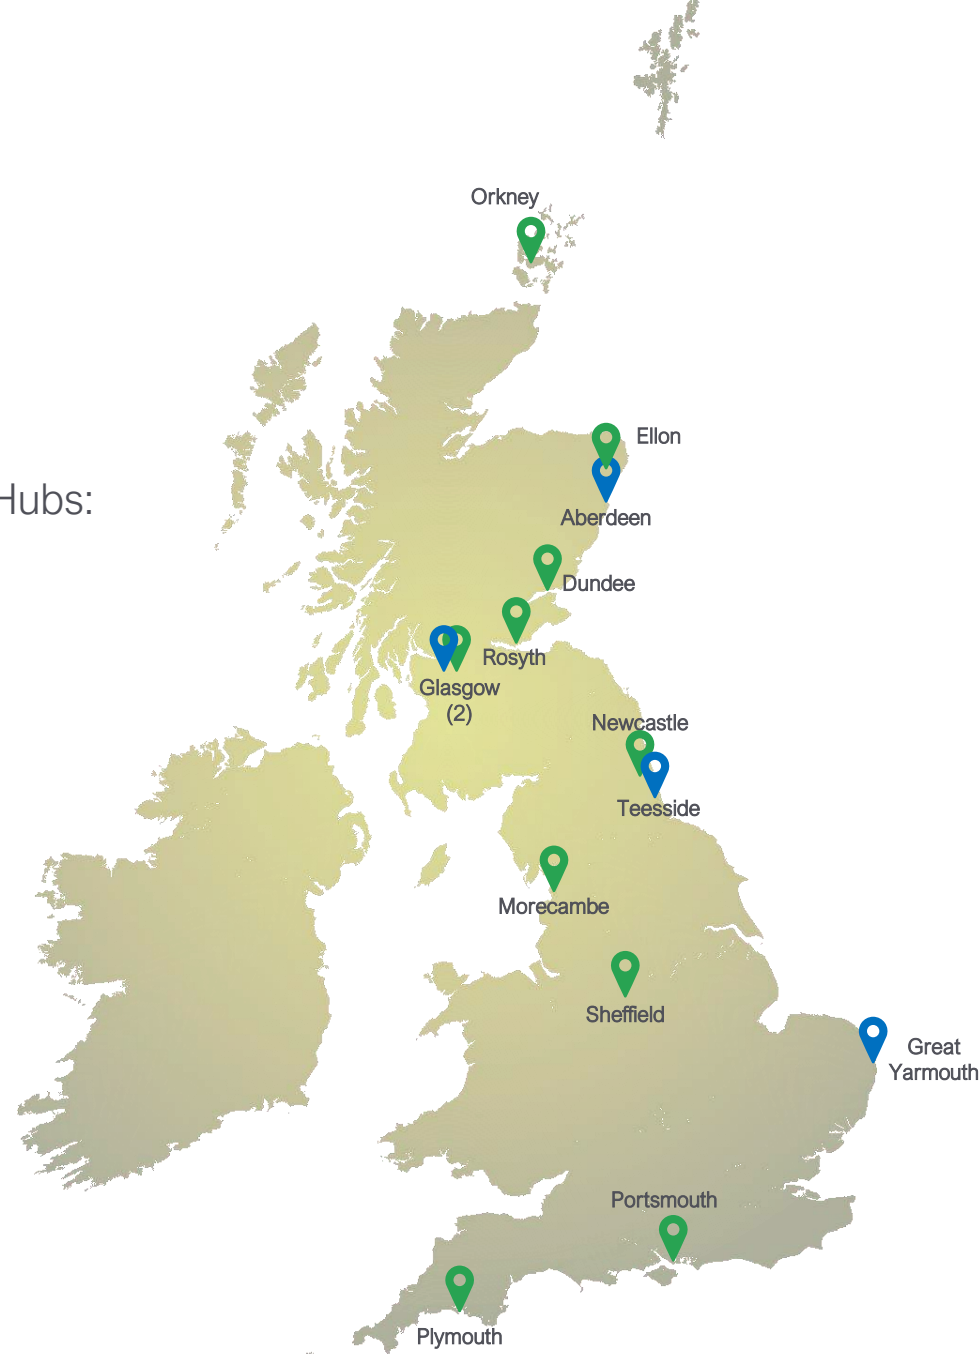 Orkney
Ellon
Hubs:
Aberdeen
Dundee
Rosyth
Glasgow
(2)
Newcastle
Teesside
Morecambe
Sheffield
Great
Yarmouth
Portsmouth
Plymouth